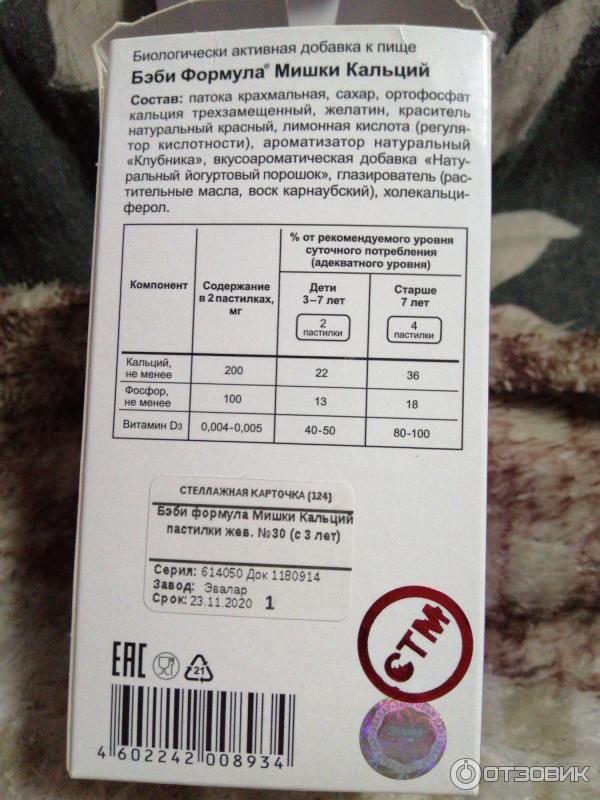 Биологически активная добавка к пище
Бэби Формула® Мишки Кальций
Состав: патока крахмальная, сахар, ортофосфат
кальция трехзамещенный, желатин, краситель
натуральный красный, лимонная кислота (регуля-
тор кислотности), ароматизатор натуральный
«Клубника», вкусоароматическая добавка «Нату-
ральный йогуртовый порошок», глазирователь (рас-
тительные масла, воск карнаубский), холекальци-
ферол.
Компонент
Содержание
в 2 пастилках,
мг
% от рекомендуемого уровня
суточного потребления
(адекватного уровня)
Дети
3–7 лет
2
пастилки
Старше
7 лет
4
пастилки
Кальций,
не менее
200
22
36
Фосфор,
не менее
100
13
18
Витамин D3
0,004-0,005
40-50
80-100
СТЕЛЛАЖНАЯ КАРТОЧКА (124)
Бэби формула Мишки Кальций
пастилки жев. №30 (с 3 лет)
Серия: 614050 Док 1180914
Завод: Эвалар
Срок: 23.11.2020 1
СТМ
ЕАС
21
Эвалар
4 602242 008934
ОТЗОВИК